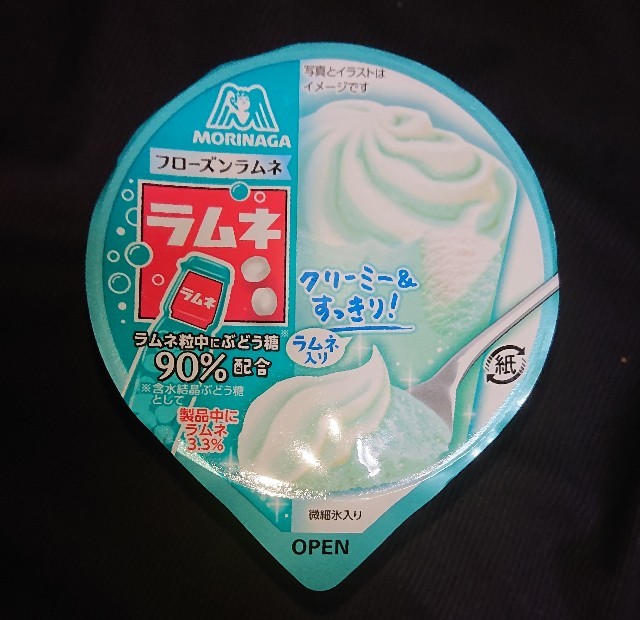 写真とイラストは
イメージです
MORINAGA
フローズンラムネ
ラムネ
ラムネ
クリーミー&
すっきり!
ラムネ粒中にぶどう糖※
90%配合
※含水結晶ぶどう糖
として
製品中に
ラムネ
3.3%
ラムネ
入り
紙
微細氷入り
OPEN